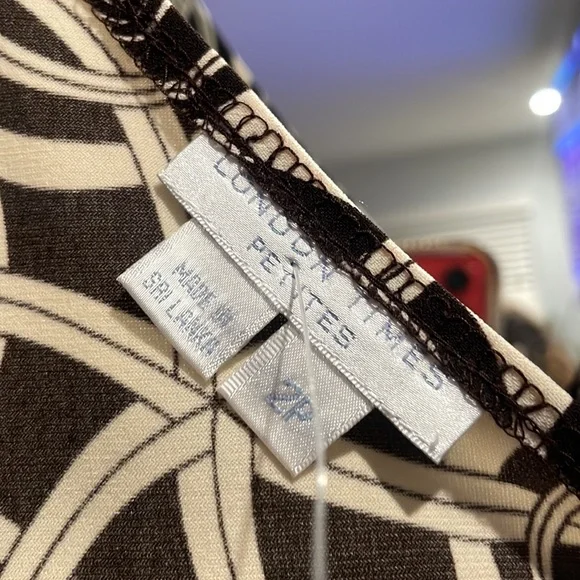 LONDON TIMES
PETITES
MADE IN
SRI LANKA
2P